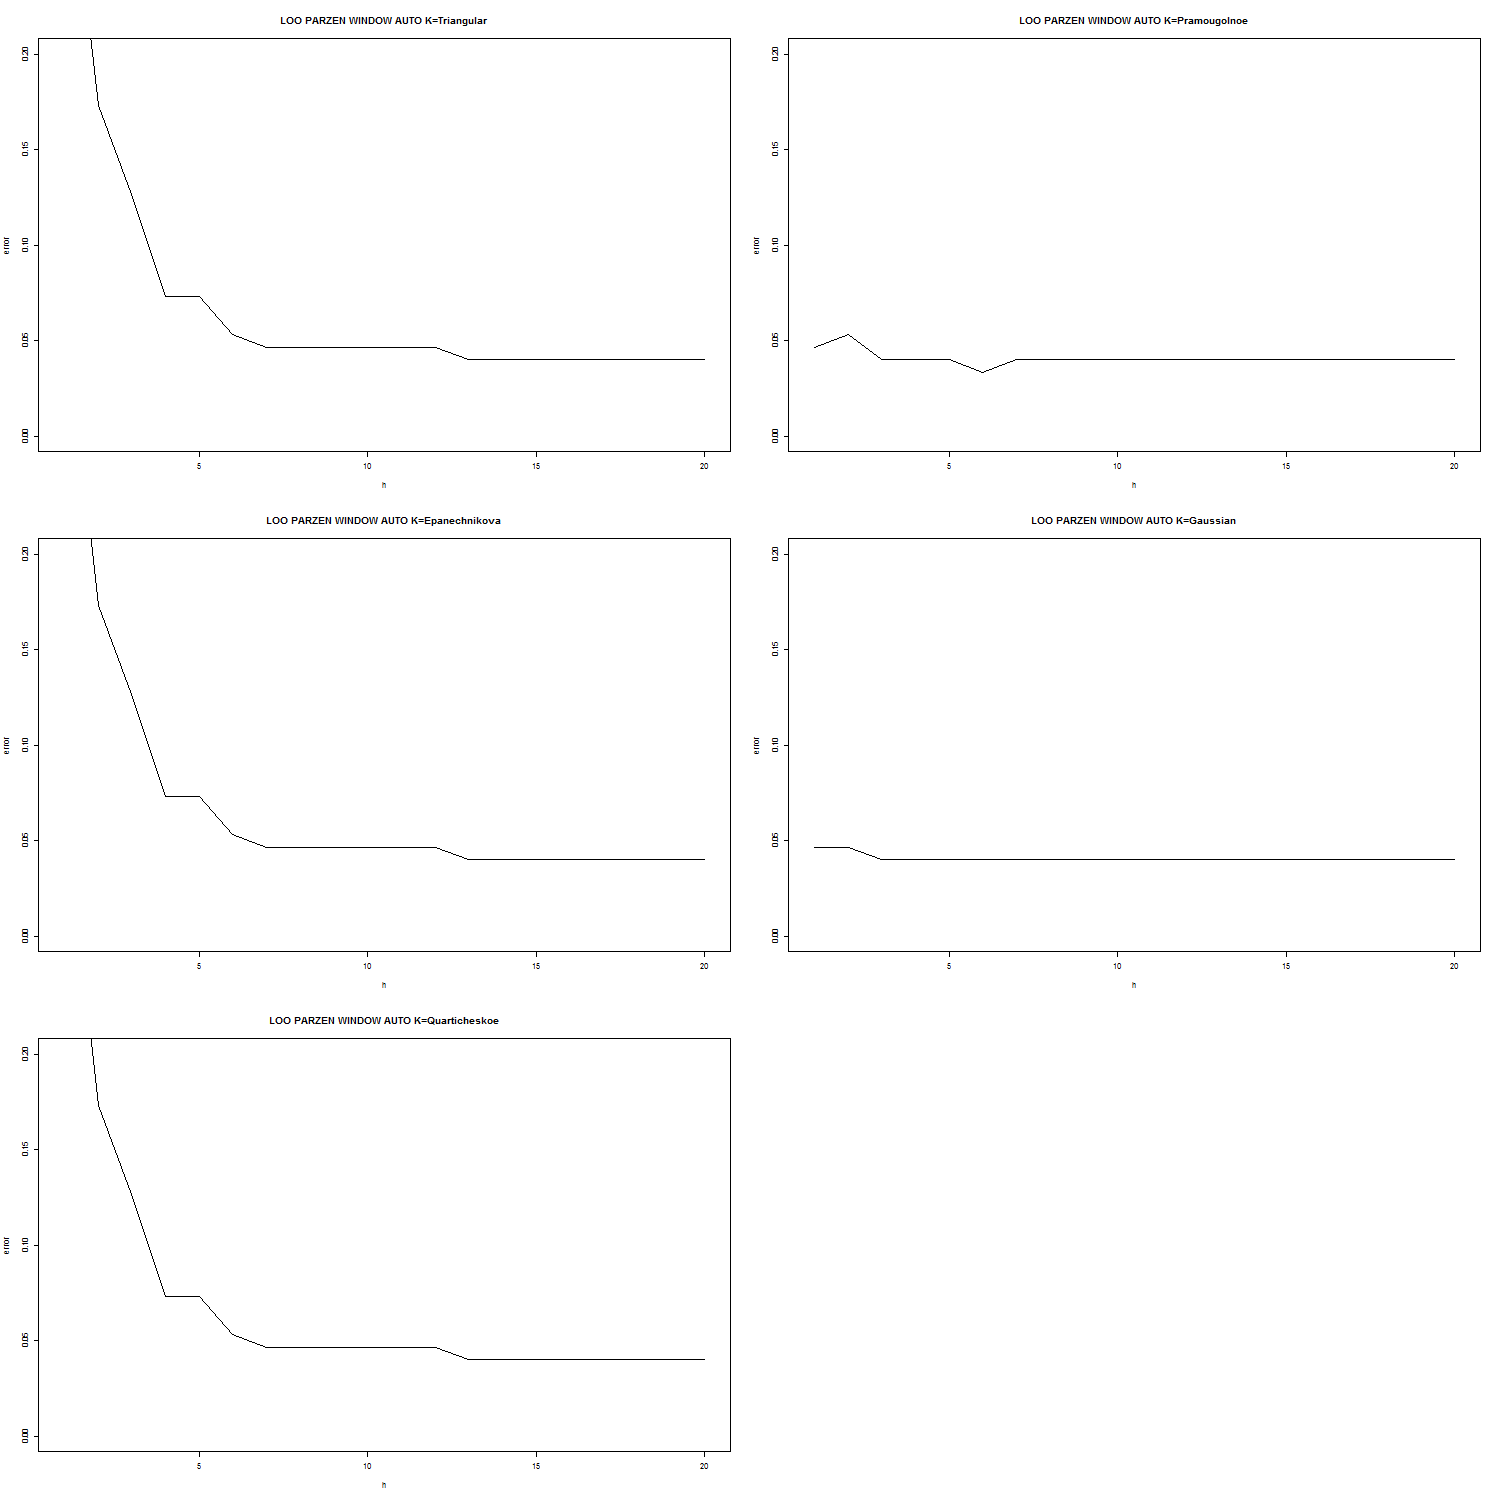 LOO PARZEN WINDOW AUTO K=Triangular
0.20
0.15
0.10
0.05
0.00
error
5 10 15 20
h
LOO PARZEN WINDOW AUTO K=Pramougolnoe
0.20
0.15
0.10
0.05
0.00
error
5 10 15 20
h
LOO PARZEN WINDOW AUTO K=Epanechnikova
0.20
0.15
0.10
0.05
0.00
error
5 10 15 20
h
LOO PARZEN WINDOW AUTO K=Gaussian
0.20
0.15
0.10
0.05
0.00
error
5 10 15 20
h
LOO PARZEN WINDOW AUTO K=Quarticheskoe
0.20
0.15
0.10
0.05
0.00
error
5 10 15 20
h